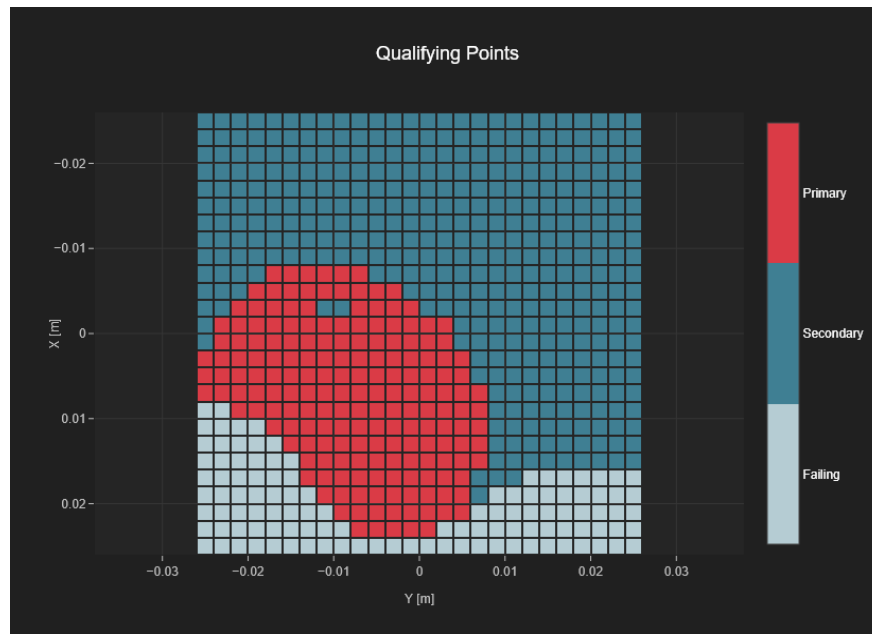 Qualifying Points
−0.02
−0.01
0
0.01
0.02
X [m]
−0.03
−0.02
−0.01
0
0.01
0.02
0.03
Y [m]
Primary
Secondary
Failing